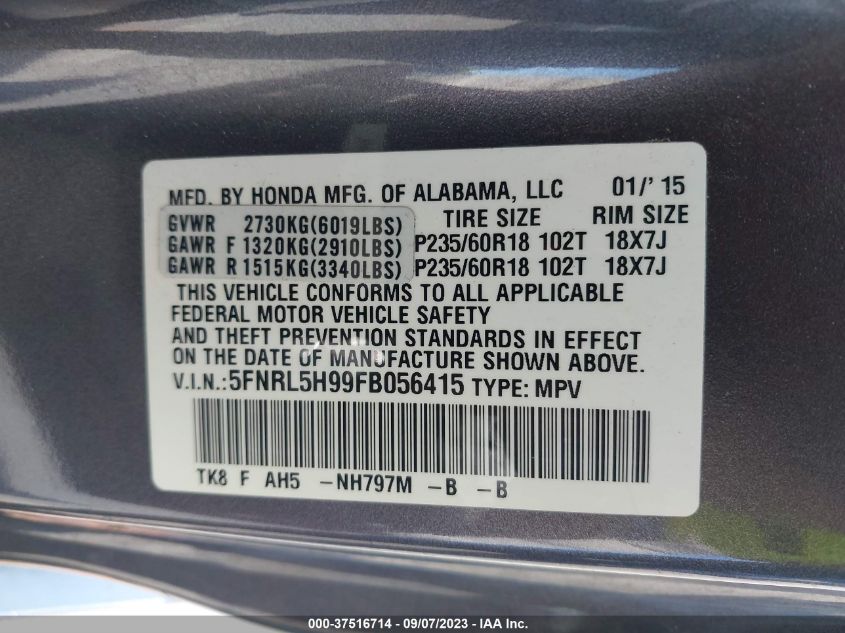 MFD. BY HONDA MFG. OF ALABAMA, LLC 01/'15
GVWR 2730KG(6019LBS) TIRE SIZE RIM SIZE
GAWR F 1320KG(2910LBS) P235/60R18 102T 18X7J
GAWR R 1515KG(3340LBS) P235/60R18 102T 18X7J
THIS VEHICLE CONFORMS TO ALL APPLICABLE
FEDERAL MOTOR VEHICLE SAFETY
AND THEFT PREVENTION STANDARDS IN EFFECT
ON THE DATE OF MANUFACTURE SHOWN ABOVE.
V.I.N.:5FNRL5H99FB056415 TYPE: MPV
TK8 F AH5 -NH797M -B -B
000-37516714 - 09/07/2023 - IAA Inc.